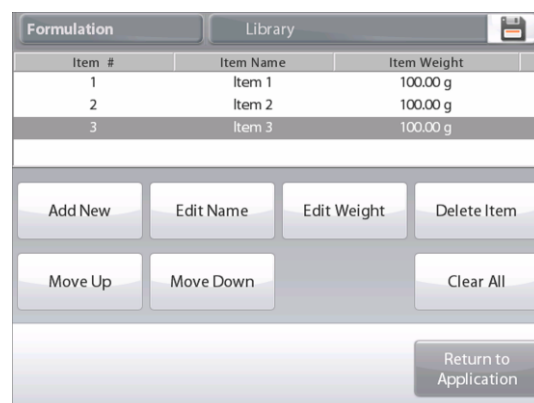 Formulation Library
Item # Item Name Item Weight
1 Item 1 100.00 g
2 Item 2 100.00 g
3 Item 3 100.00 g
Add New Edit Name Edit Weight Delete Item
Move Up Move Down Clear All
Return to
Application